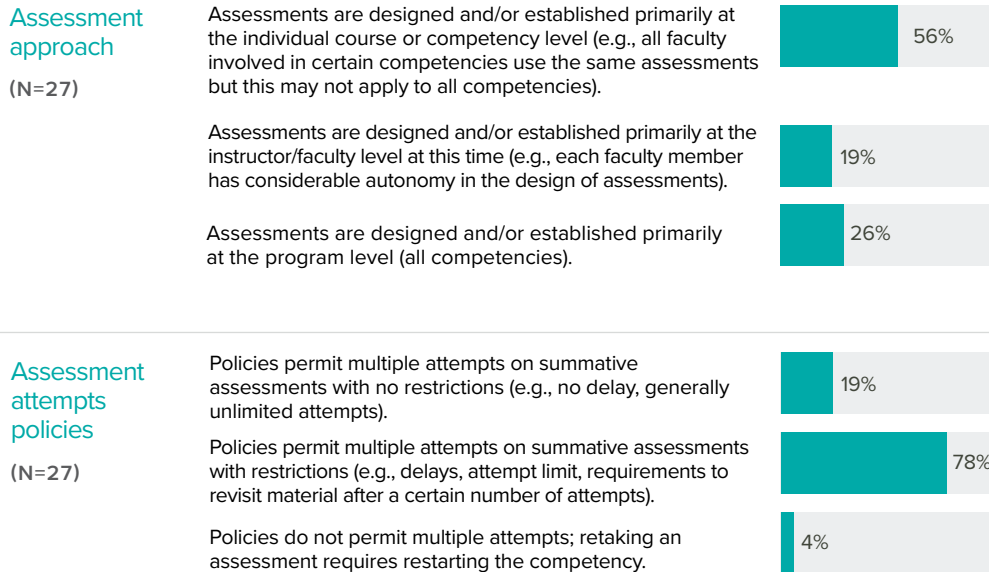 Assessment
approach
(N=27)
Assessments are designed and/or established primarily at
the individual course or competency level (e.g., all faculty
involved in certain competencies use the same assessments
but this may not apply to all competencies).
56%
Assessments are designed and/or established primarily at the
instructor/faculty level at this time (e.g., each faculty member
has considerable autonomy in the design of assessments).
19%
Assessments are designed and/or established primarily
at the program level (all competencies).
26%
Assessment
attempts
policies
(N=27)
Policies permit multiple attempts on summative
assessments with no restrictions (e.g., no delay, generally
unlimited attempts).
19%
Policies permit multiple attempts on summative assessments
with restrictions (e.g., delays, attempt limit, requirements to
revisit material after a certain number of attempts).
78%
Policies do not permit multiple attempts; retaking an
assessment requires restarting the competency.
4%